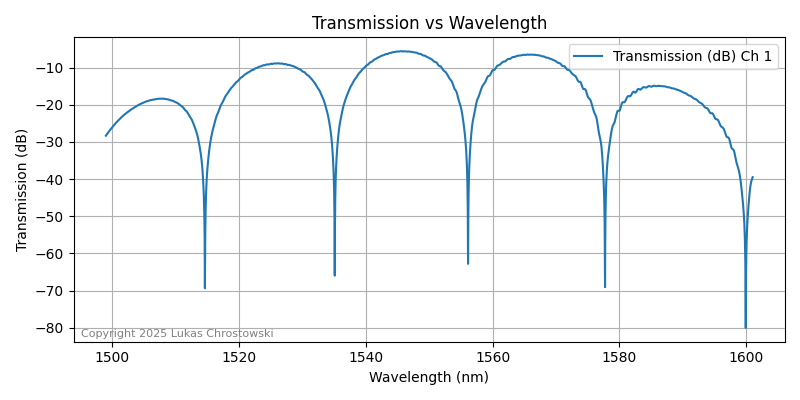 Transmission vs Wavelength
Transmission (dB) Ch 1
Transmission (dB)
−10
−20
−30
−40
−50
−60
−70
−80
Copyright 2025 Lukas Chrostowski
1500 1520 1540 1560 1580 1600
Wavelength (nm)